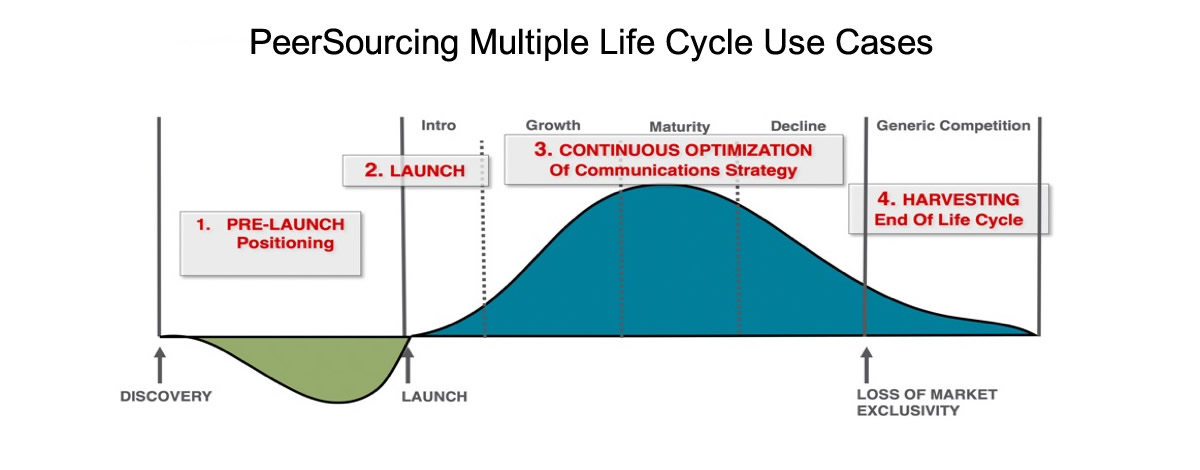 PeerSourcing Multiple Life Cycle Use Cases
Intro
Growth
Maturity
Decline
Generic Competition
3. CONTINUOUS OPTIMIZATION
Of Communications Strategy
2. LAUNCH
4. HARVESTING
End Of Life Cycle
1. PRE-LAUNCH
Positioning
DISCOVERY
LAUNCH
LOSS OF MARKET
EXCLUSIVITY